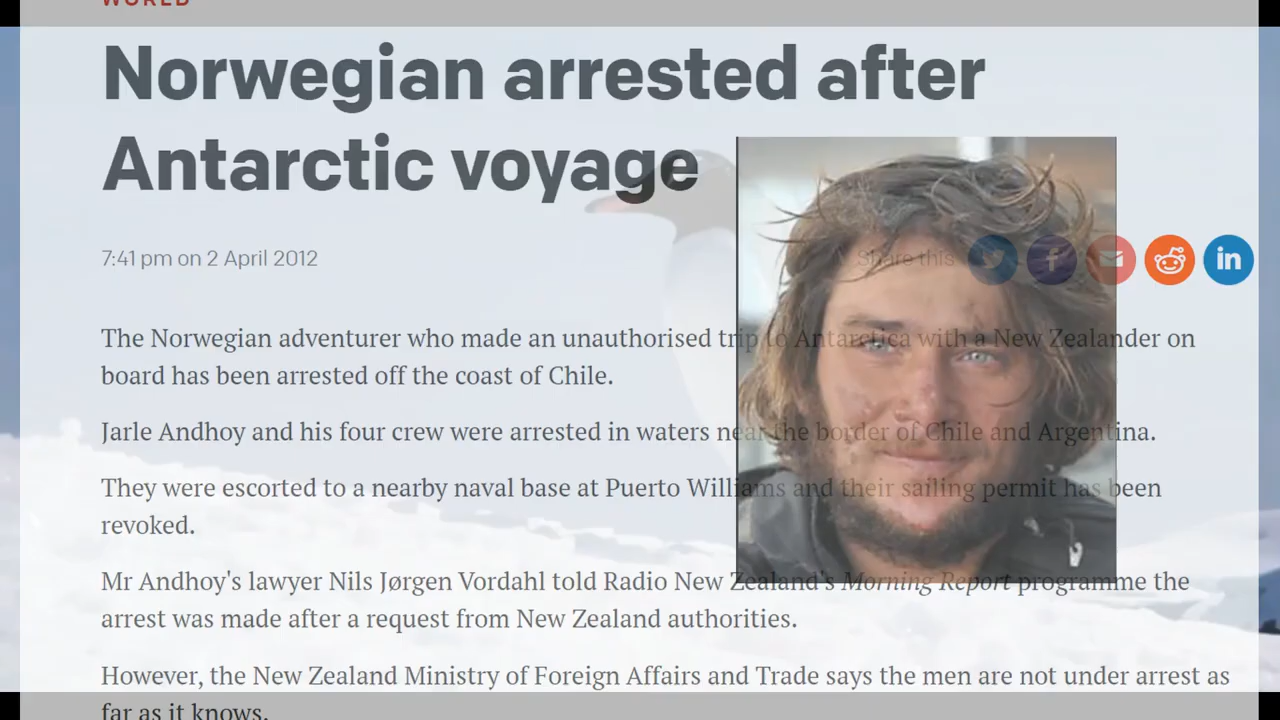 WORLD
Norwegian arrested after
Antarctic voyage
7:41 pm on 2 April 2012
Share this
The Norwegian adventurer who made an unauthorised trip to Antarctica with a New Zealander on
board has been arrested off the coast of Chile.
Jarle Andhoy and his four crew were arrested in waters near the border of Chile and Argentina.
They were escorted to a nearby naval base at Puerto Williams and their sailing permit has been
revoked.
Mr Andhoy's lawyer Nils Jørgen Vordahl told Radio New Zealand's Morning Report programme the
arrest was made after a request from New Zealand authorities.
However, the New Zealand Ministry of Foreign Affairs and Trade says the men are not under arrest as
far as it knows.